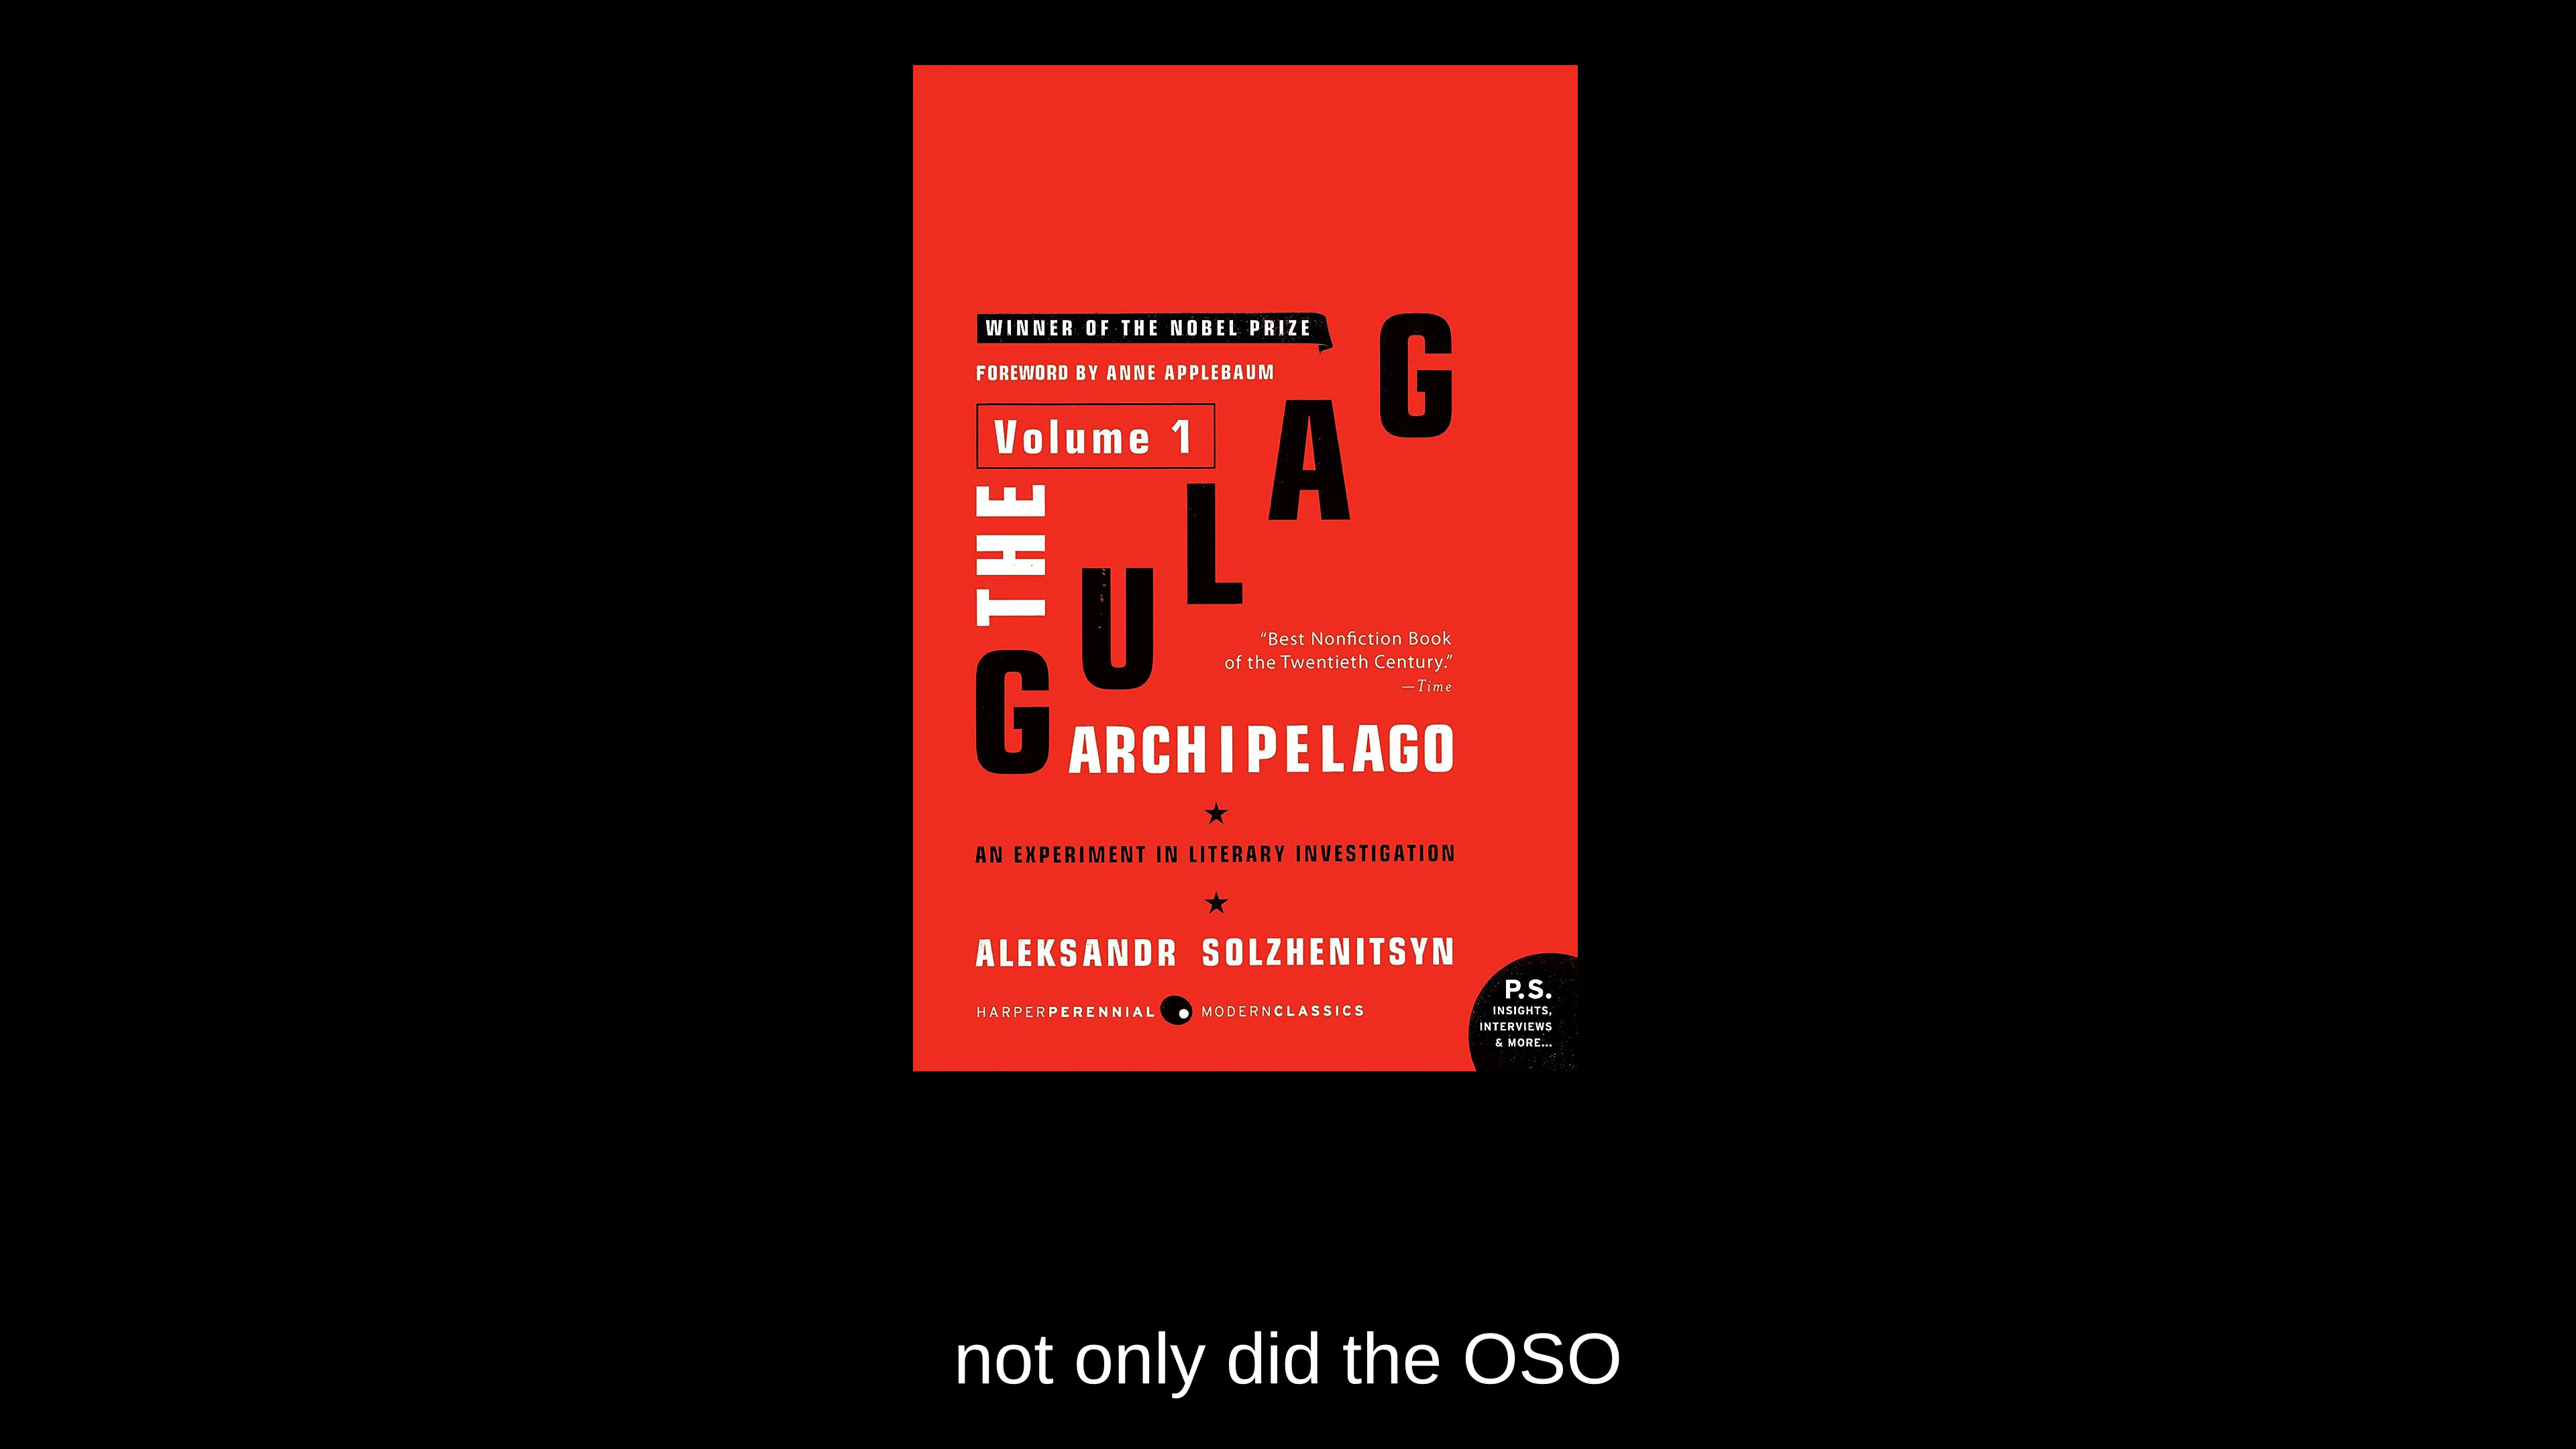 WINNER OF THE NOBEL PRIZE
FOREWORD BY ANNE APPLEBAUM
Volume 1
THE
GULAG
"Best Nonfiction Book
of the Twentieth Century."
—Time
ARCHIPELAGO
AN EXPERIMENT IN LITERARY INVESTIGATION
ALEKSANDR SOLZHENITSYN
HARPERPERENNIAL MODERNCLASSICS
P.S.
INSIGHTS,
INTERVIEWS
& MORE...
not only did the OSO